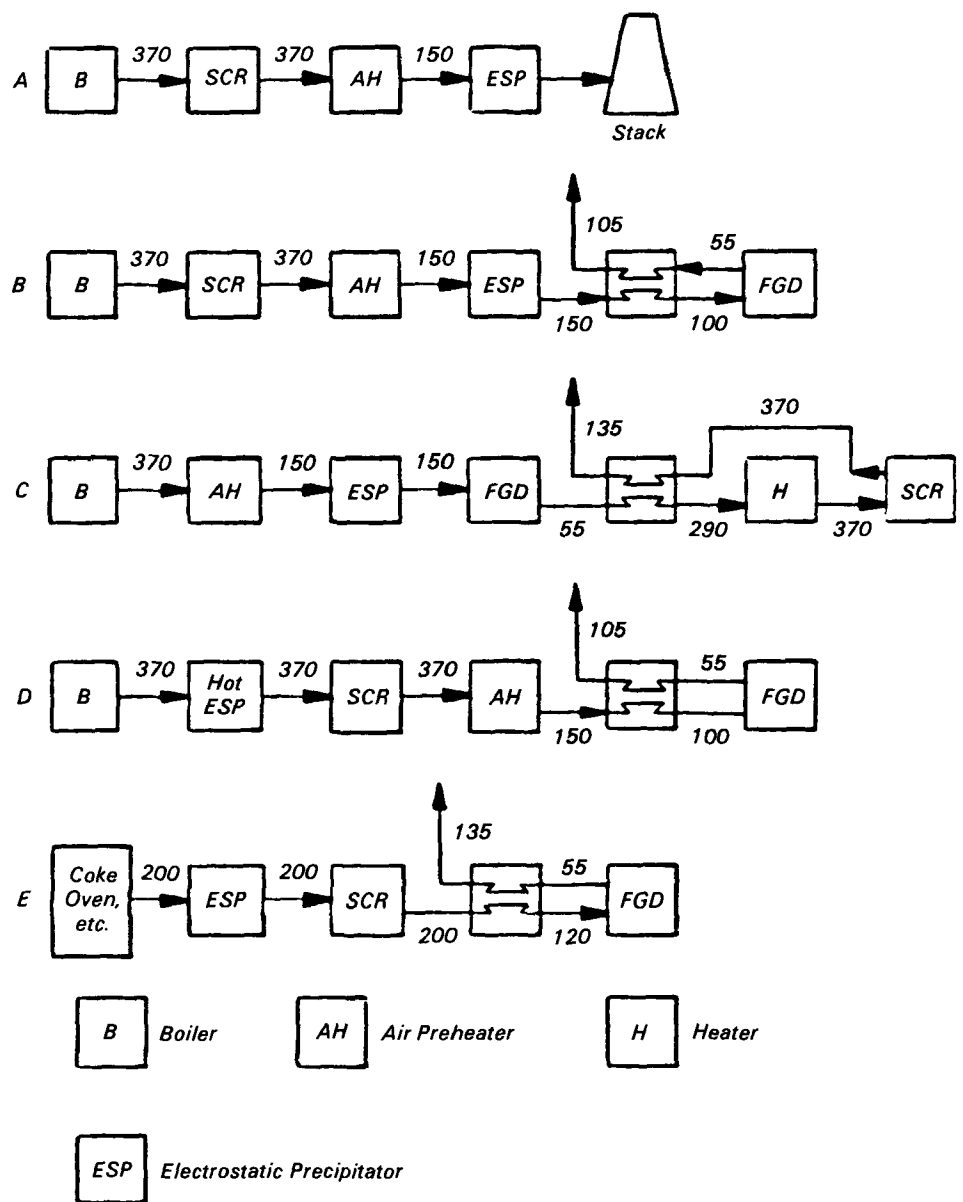 370 370 150
A B SCR AH ESP
Stack
105 55
370 370 150
B B SCR AH ESP FGD
150 100
370
135
370 150 150
C B AH ESP FGD H SCR
55 290 370
105
370 370 370 55
D B Hot ESP SCR AH FGD
150 100
135
200 200 55
E Coke Oven, etc. ESP SCR FGD
200 120
B Boiler AH Air Preheater H Heater
ESP Electrostatic Precipitator